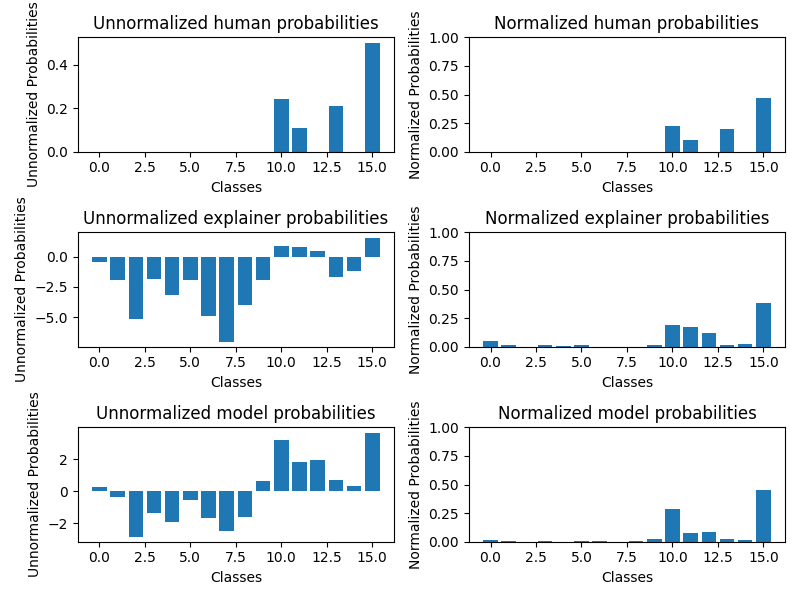 Unnormalized human probabilities
Unnormalized Probabilities
0.4
0.2
0.0
0.0 2.5 5.0 7.5 10.0 12.5 15.0
Classes
Normalized human probabilities
Normalized Probabilities
1.00
0.75
0.50
0.25
0.00
0.0 2.5 5.0 7.5 10.0 12.5 15.0
Classes
Unnormalized explainer probabilities
Unnormalized Probabilities
0.0
−2.5
−5.0
0.0 2.5 5.0 7.5 10.0 12.5 15.0
Classes
Normalized explainer probabilities
Normalized Probabilities
1.00
0.75
0.50
0.25
0.00
0.0 2.5 5.0 7.5 10.0 12.5 15.0
Classes
Unnormalized model probabilities
Unnormalized Probabilities
2
0
−2
0.0 2.5 5.0 7.5 10.0 12.5 15.0
Classes
Normalized model probabilities
Normalized Probabilities
1.00
0.75
0.50
0.25
0.00
0.0 2.5 5.0 7.5 10.0 12.5 15.0
Classes